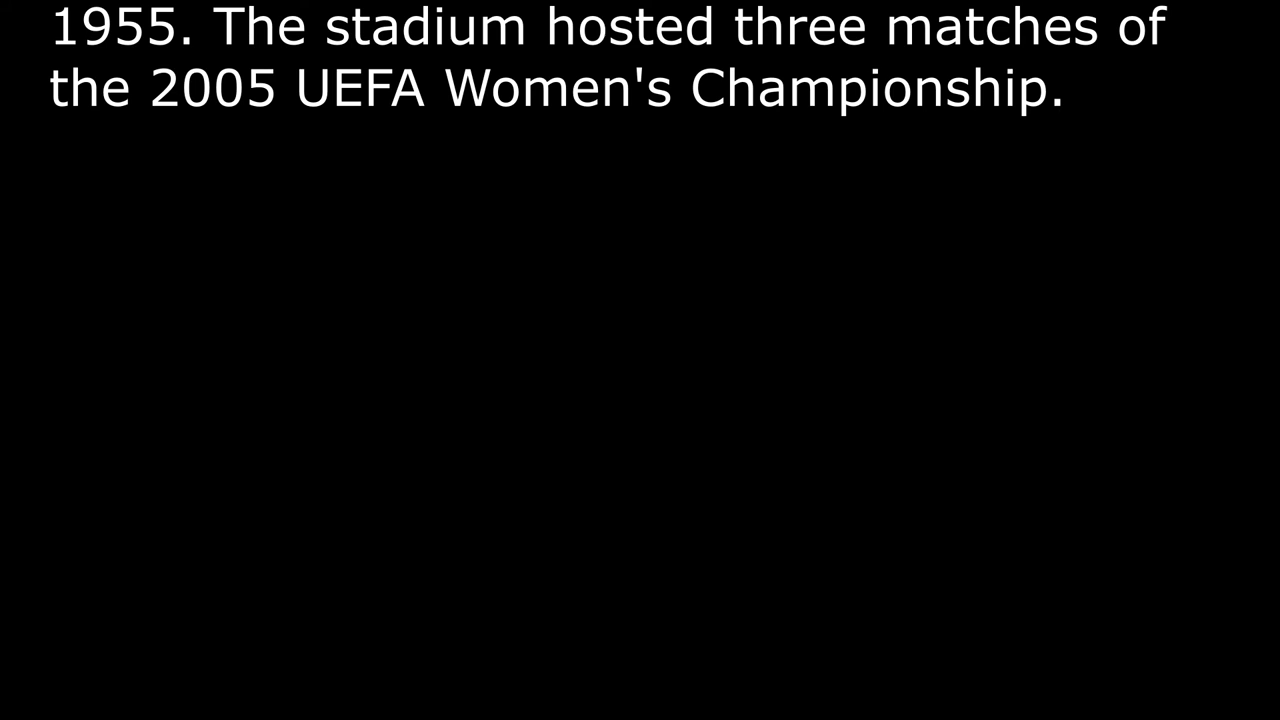 1955. The stadium hosted three matches of
the 2005 UEFA Women's Championship.